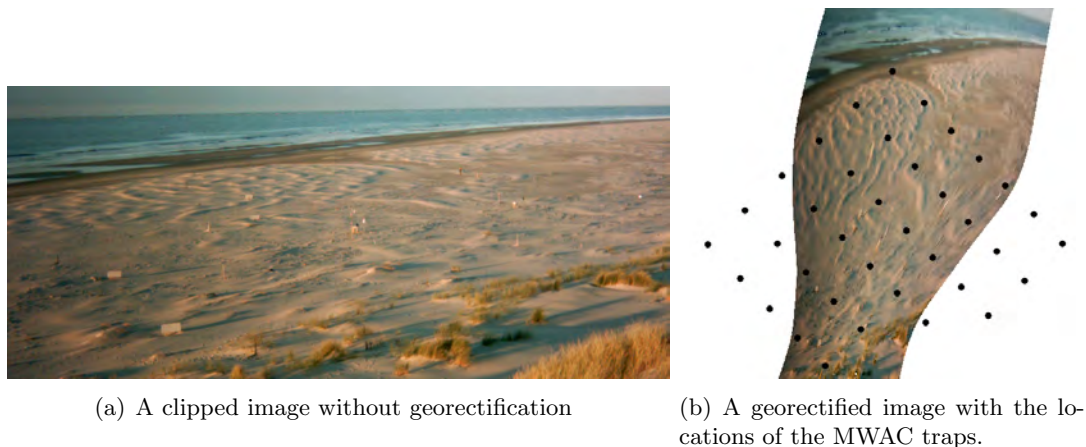 (a) A clipped image without georectification
(b) A georectified image with the lo-
cations of the MWAC traps.